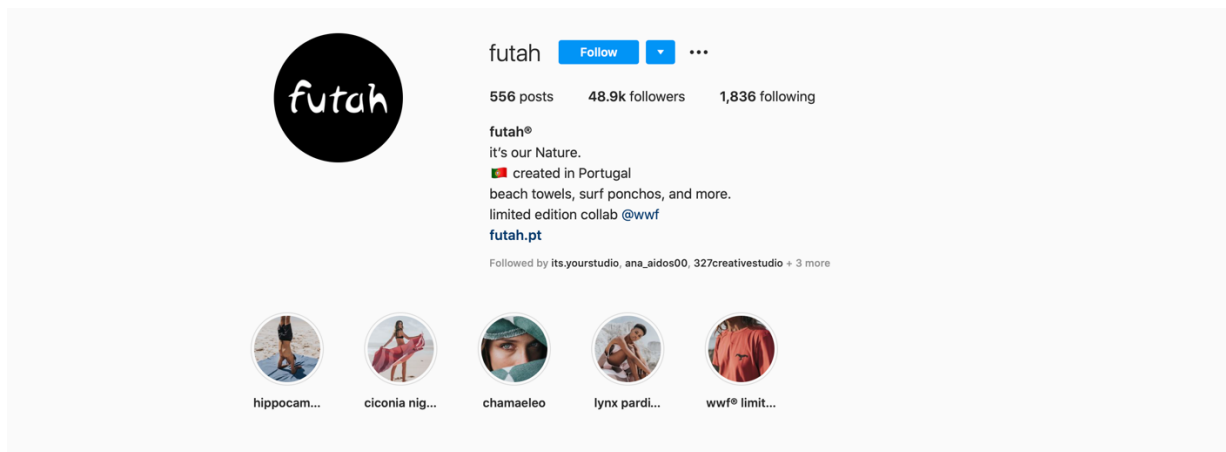 futah
futah Follow
556 posts 48.9k followers 1,836 following
futah®
it's our Nature.
🇵🇹 created in Portugal
beach towels, surf ponchos, and more.
limited edition collab @wwf
futah.pt
Followed by its.yourstudio, ana_aidos00, 327creativestudio + 3 more
hippocam... ciconia nig... chamaeleo lynx pardi... wwf® limit...